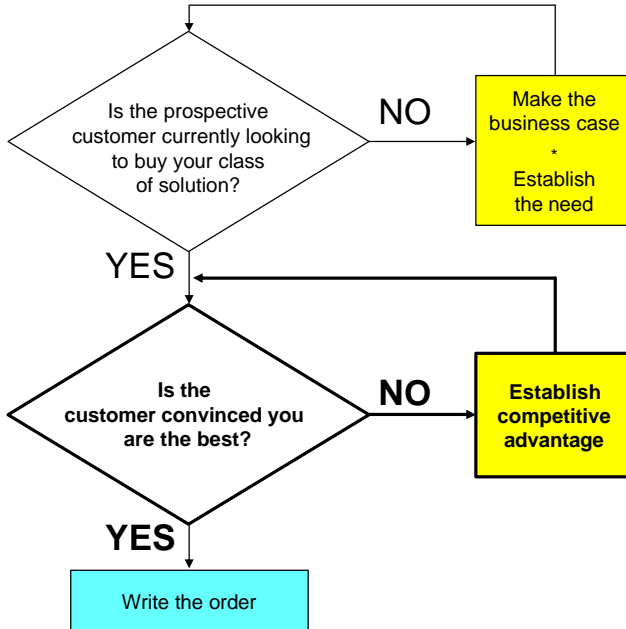 Is the prospective
customer currently looking
to buy your class
of solution?
NO
Make the
business case
*
Establish
the need
YES
Is the
customer convinced you
are the best?
NO
Establish
competitive
advantage
YES
Write the order